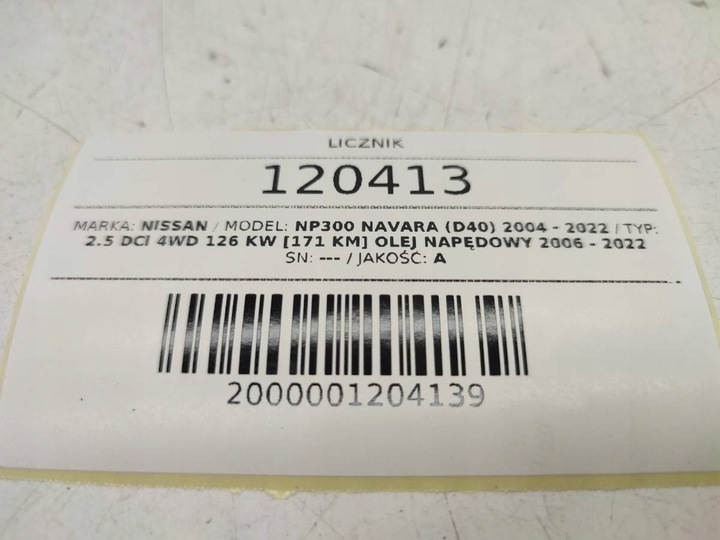 LICZNIK
120413
MARKA: NISSAN / MODEL: NP300 NAVARA (D40) 2004 - 2022 / TYP:
2.5 DCI 4WD 126 KW [171 KM] OLEJ NAPĘDOWY 2006 - 2022
SN: --- / JAKOŚĆ: A
2000001204139